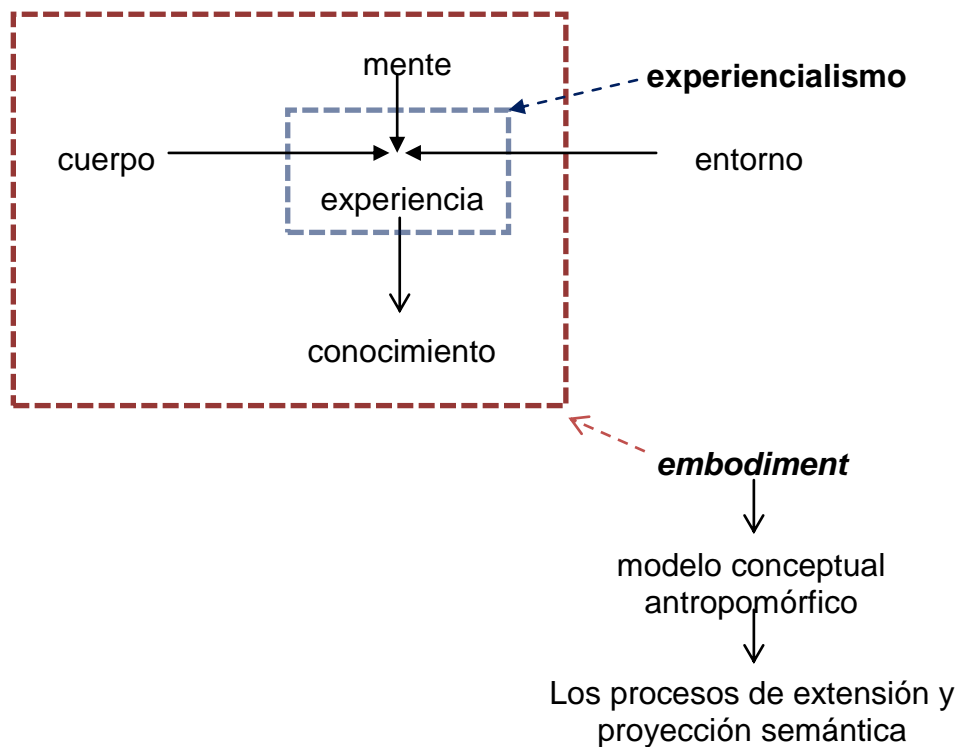 mente
experiencialismo
cuerpo
entorno
experiencia
conocimiento
embodiment
modelo conceptual
antropomórfico
Los procesos de extensión y
proyección semántica